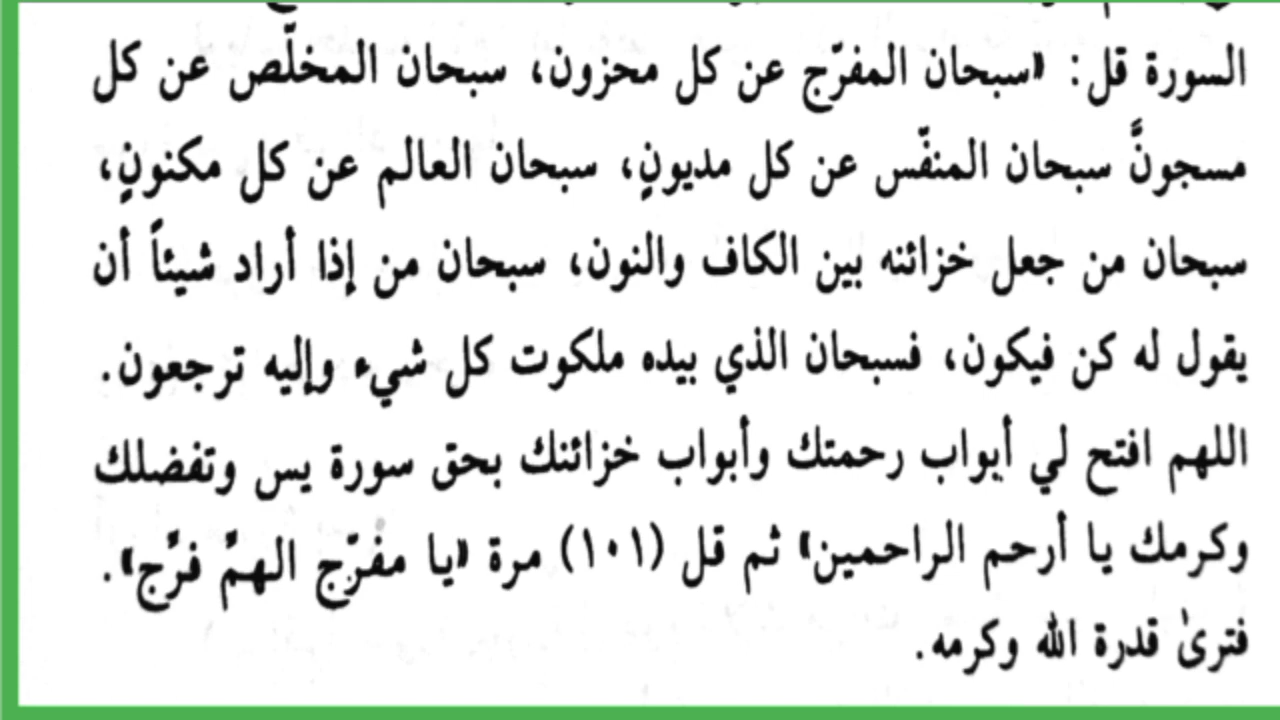 السورة قل: «سبحان المفرّج عن كل محزون، سبحان المخلّص عن كل
مسجونً سبحان المنفّس عن كل مديونٍ، سبحان العالم عن كل مكنونٍ،
سبحان من جعل خزائنه بين الكاف والنون، سبحان من إذا أراد شيئاً أن
يقول له كن فيكون، فسبحان الذي بيده ملكوت كل شيء وإليه ترجعون.
اللهم افتح لي أبواب رحمتك وأبواب خزائنك بحق سورة يس وتفضلك
وكرمك يا أرحم الراحمين» ثم قل (١٠١) مرة «يا مفرّج الهمِّ فرِّج».
فترىٰ قدرة الله وكرمه.